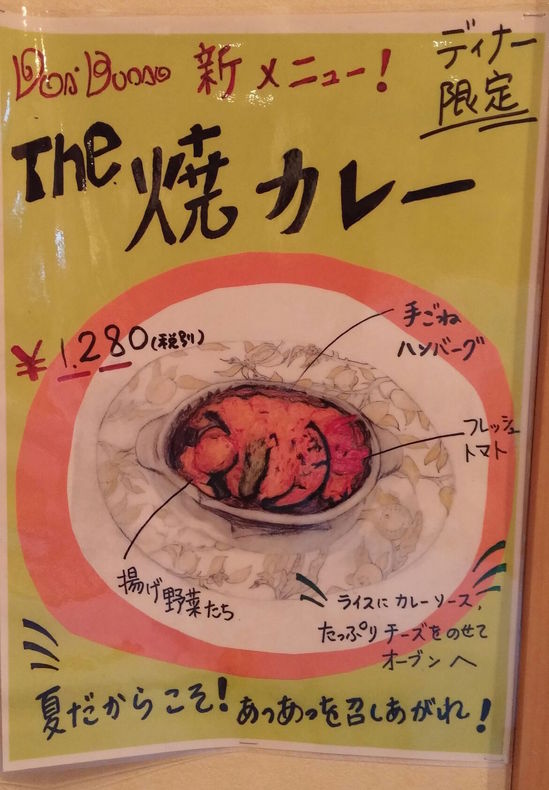 Don Buono 新メニュー!
ディナー
限定
The 焼カレー
¥1,280(税別)
手ごね
ハンバーグ
フレッシュ
トマト
揚げ野菜たち
ライスにカレーソース、
たっぷりチーズをのせて
オーブンへ
夏だからこそ! あっあっを召しあがれ!